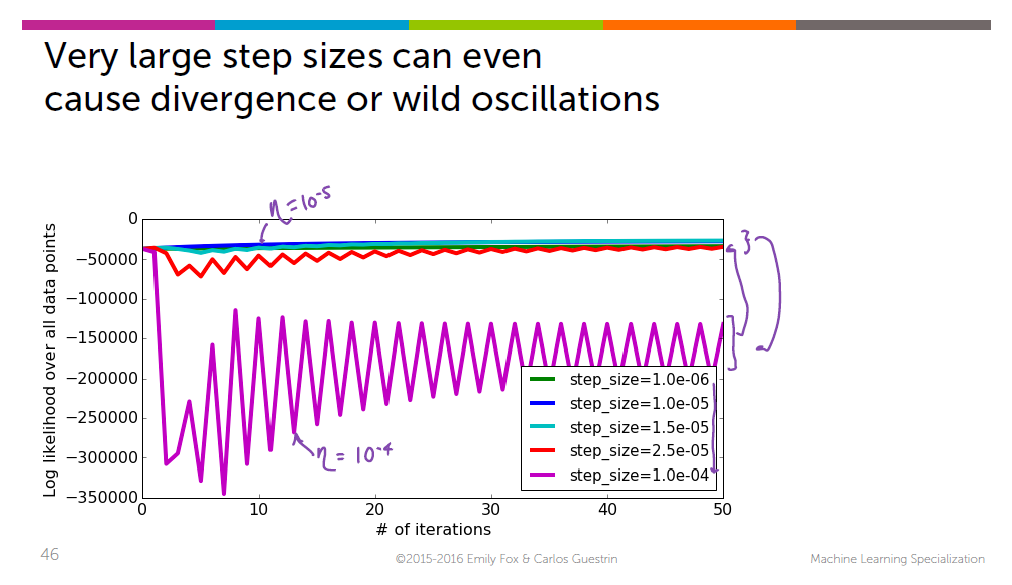 Very large step sizes can even
cause divergence or wild oscillations
η=10⁻⁵
Log likelihood over all data points
0
−50000
−100000
−150000
−200000
−250000
−300000
−350000
η = 10⁻⁴
step_size=1.0e-06
step_size=1.0e-05
step_size=1.5e-05
step_size=2.5e-05
step_size=1.0e-04
0 10 20 30 40 50
# of iterations
46 ©2015-2016 Emily Fox & Carlos Guestrin Machine Learning Specialization